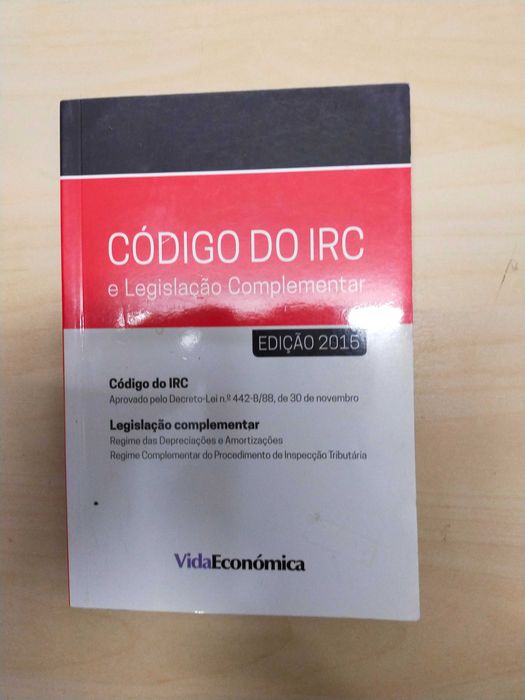 CÓDIGO DO IRC
e Legislação Complementar
EDIÇÃO 2015
Código do IRC
Aprovado pelo Decreto-Lei n.º 442-B/88, de 30 de novembro
Legislação complementar
Regime das Depreciações e Amortizações
Regime Complementar do Procedimento de Inspecção Tributária
VidaEconómica